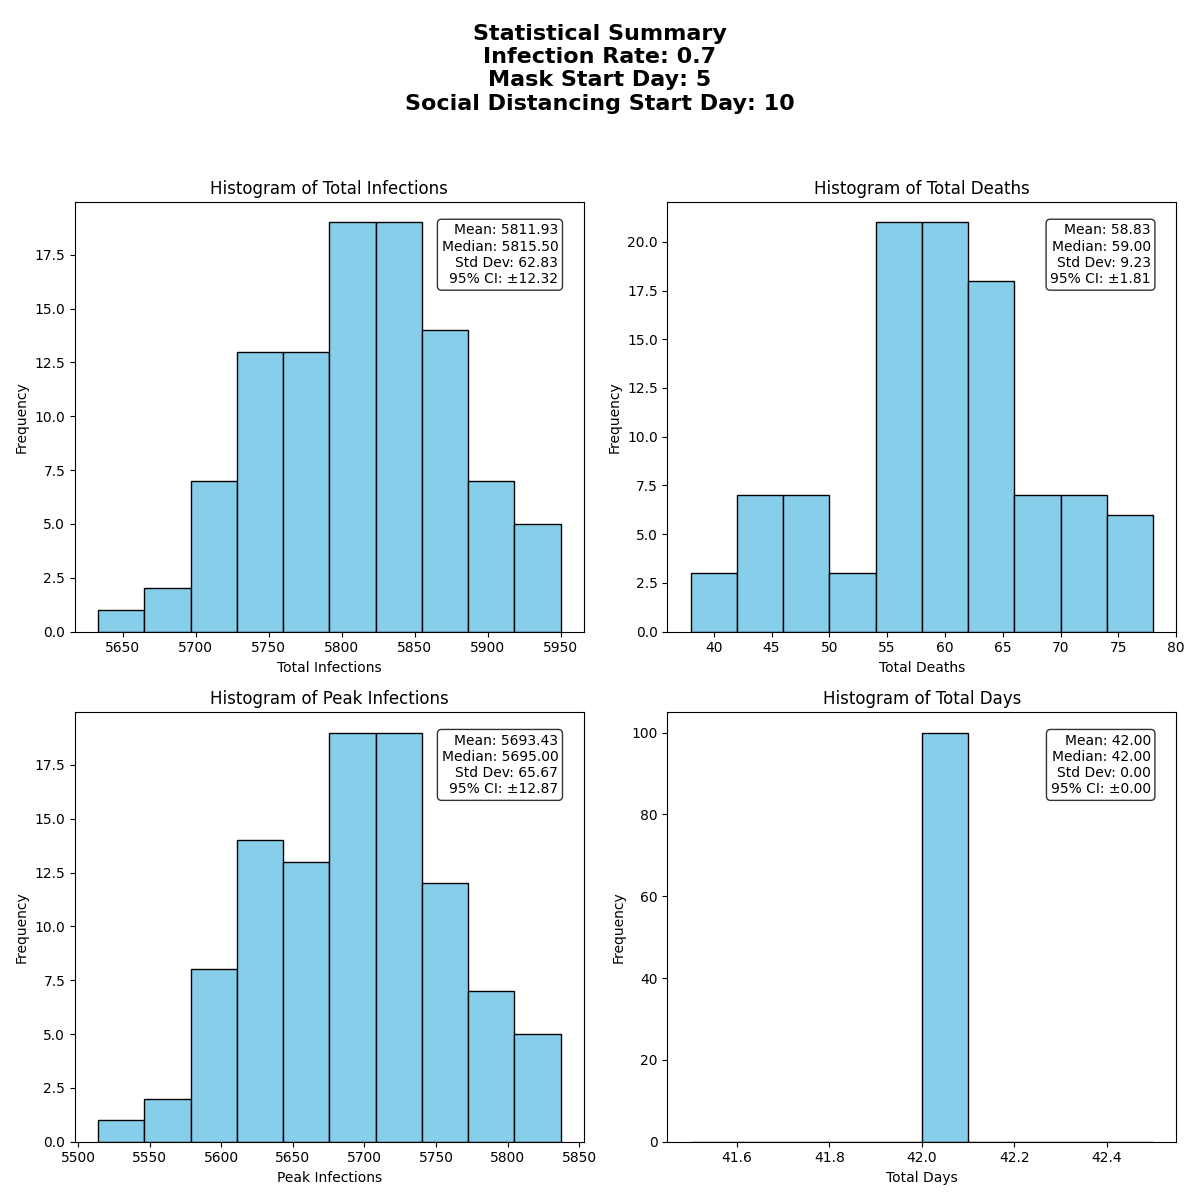 Statistical Summary
Infection Rate: 0.7
Mask Start Day: 5
Social Distancing Start Day: 10
Histogram of Total Infections
Mean: 5811.93
Median: 5815.50
Std Dev: 62.83
95% CI: ±12.32
17.5
15.0
12.5
10.0
7.5
5.0
2.5
0.0
Frequency
5650 5700 5750 5800 5850 5900 5950
Total Infections
Histogram of Total Deaths
Mean: 58.83
Median: 59.00
Std Dev: 9.23
95% CI: ±1.81
20.0
17.5
15.0
12.5
10.0
7.5
5.0
2.5
0.0
Frequency
40 45 50 55 60 65 70 75 80
Total Deaths
Histogram of Peak Infections
Mean: 5693.43
Median: 5695.00
Std Dev: 65.67
95% CI: ±12.87
17.5
15.0
12.5
10.0
7.5
5.0
2.5
0.0
Frequency
5500 5550 5600 5650 5700 5750 5800 5850
Peak Infections
Histogram of Total Days
Mean: 42.00
Median: 42.00
Std Dev: 0.00
95% CI: ±0.00
100
80
60
40
20
0
Frequency
41.6 41.8 42.0 42.2 42.4
Total Days